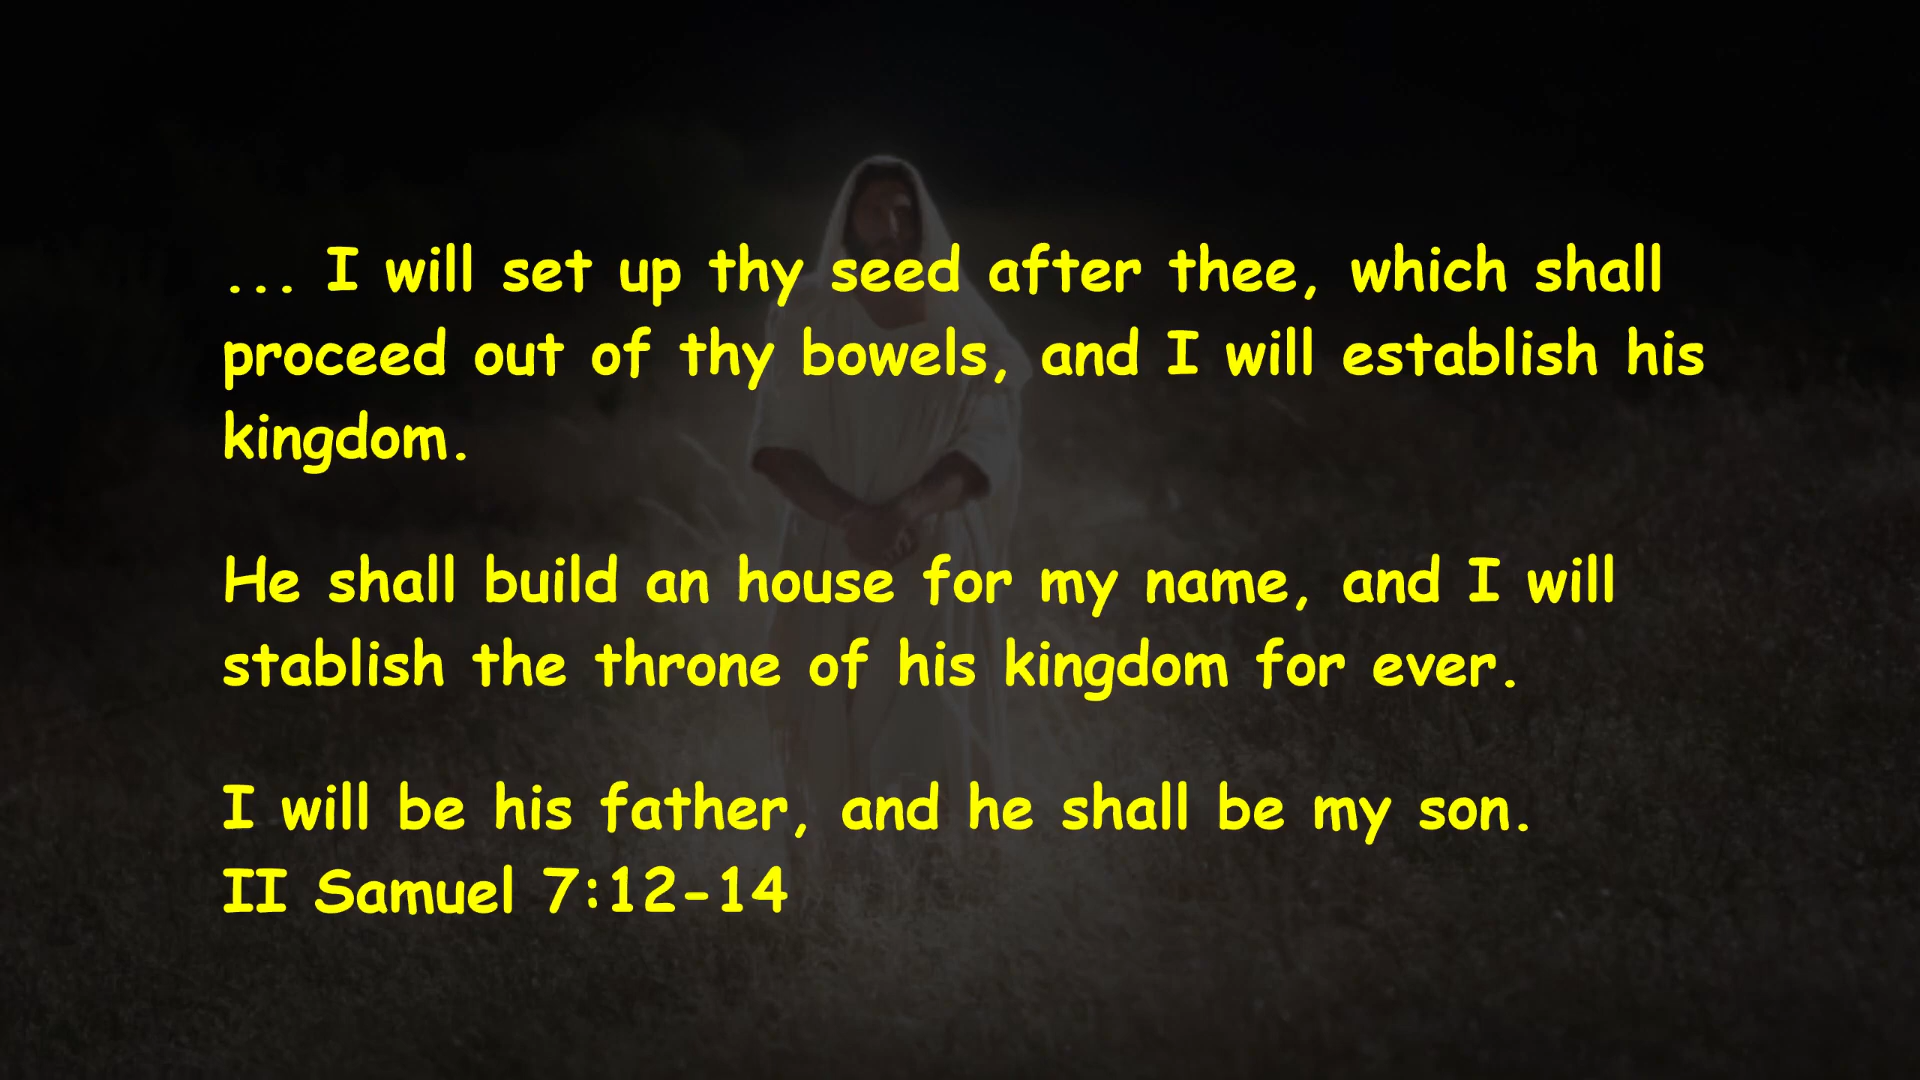 ... I will set up thy seed after thee, which shall
proceed out of thy bowels, and I will establish his
kingdom.
He shall build an house for my name, and I will
stablish the throne of his kingdom for ever.
I will be his father, and he shall be my son.
II Samuel 7:12-14